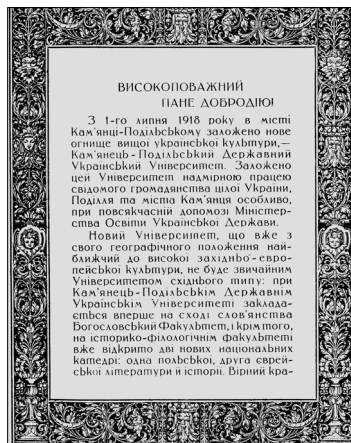 ВИСОКОПОВАЖНИЙ
ПАНЕ ДОБРОДІЮ!
З 1-го липня 1918 року в місті
Кам'янці-Подільському заложено нове
огнище вищої української культури,—
Кам'янець-Подільський Державний
Український Університет. Заложено
цей Університет надмірною працею
свідомого громадянства цілої України,
Поділля та міста Кам'янця особливо,
при повсякчасній допомозі Міністер-
ства Освіти Української Держави.
Новий Університет, що вже з
свого географічного положення най-
ближчий до високої західньо-євро-
пейської культури, не буде звичайним
Університетом східнього типу: при
Кам'янець-Подільскім Державнім
Українськім Університеті заклада-
ється вперше на сході слов'янства
Богословський Факультет, і крім того,
на історико-філологічнім факультеті
вже відкрито дві нових національних
катедрі: одна польської, друга єврей-
ської літератури й історії. Вірний кра-